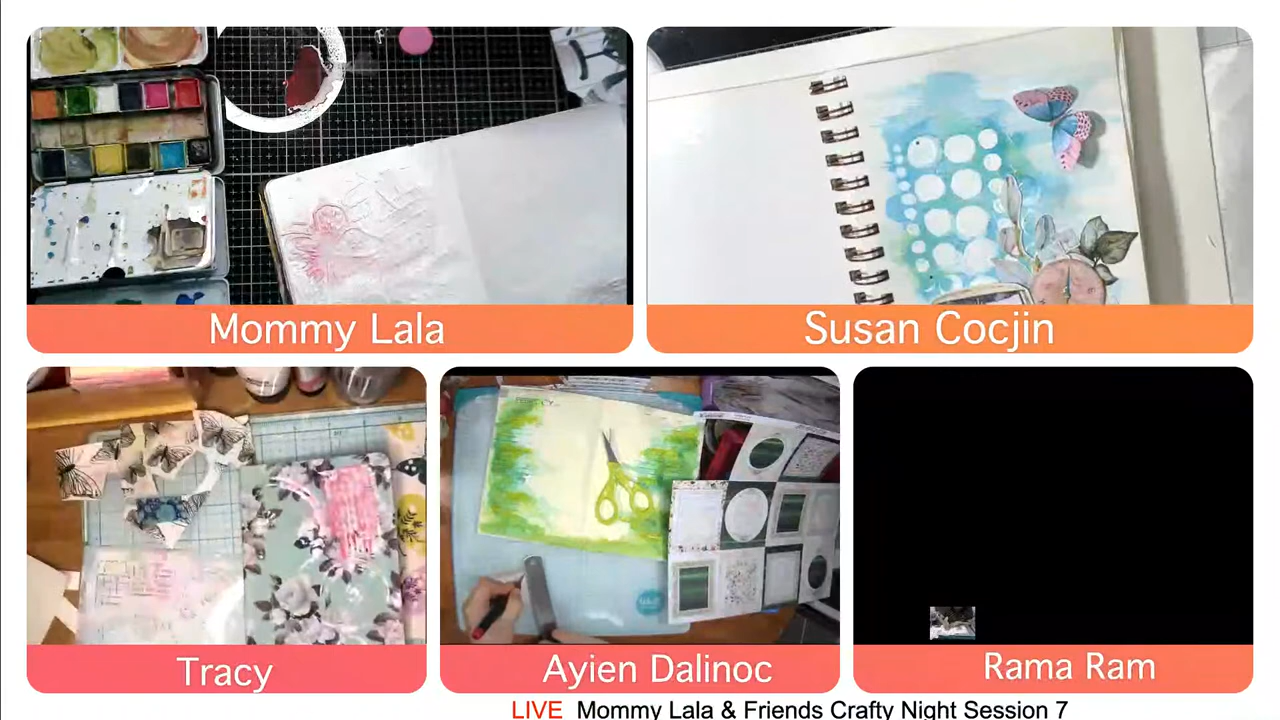 Mommy Lala
Susan Cocjin
Tracy
Ayien Dalinoc
Rama Ram
LIVE Mommy Lala & Friends Crafty Night Session 7